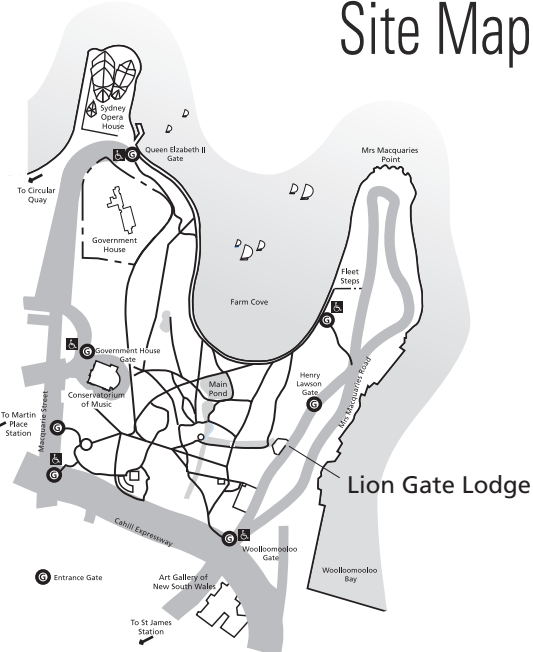 Site Map
Sydney
Opera
House
Queen Elzabeth II
Gate
Mrs Macquaries
Point
To Circular
Quay
Government
House
Fleet
Steps
Farm Cove
G
G
G
Government House
Gate
Main
Pond
Henry
Lawson
Gate
G
Mrs Macquaries Road
Conservatorium
of Music
Macquarie Street
To Martin
Place
Station
G
G
Lion Gate Lodge
Cahill Expressway
G
Woolloomooloo
Gate
G Entrance Gate
Art Gallery of
New South Wales
Woolloomooloo
Bay
To St James
Station